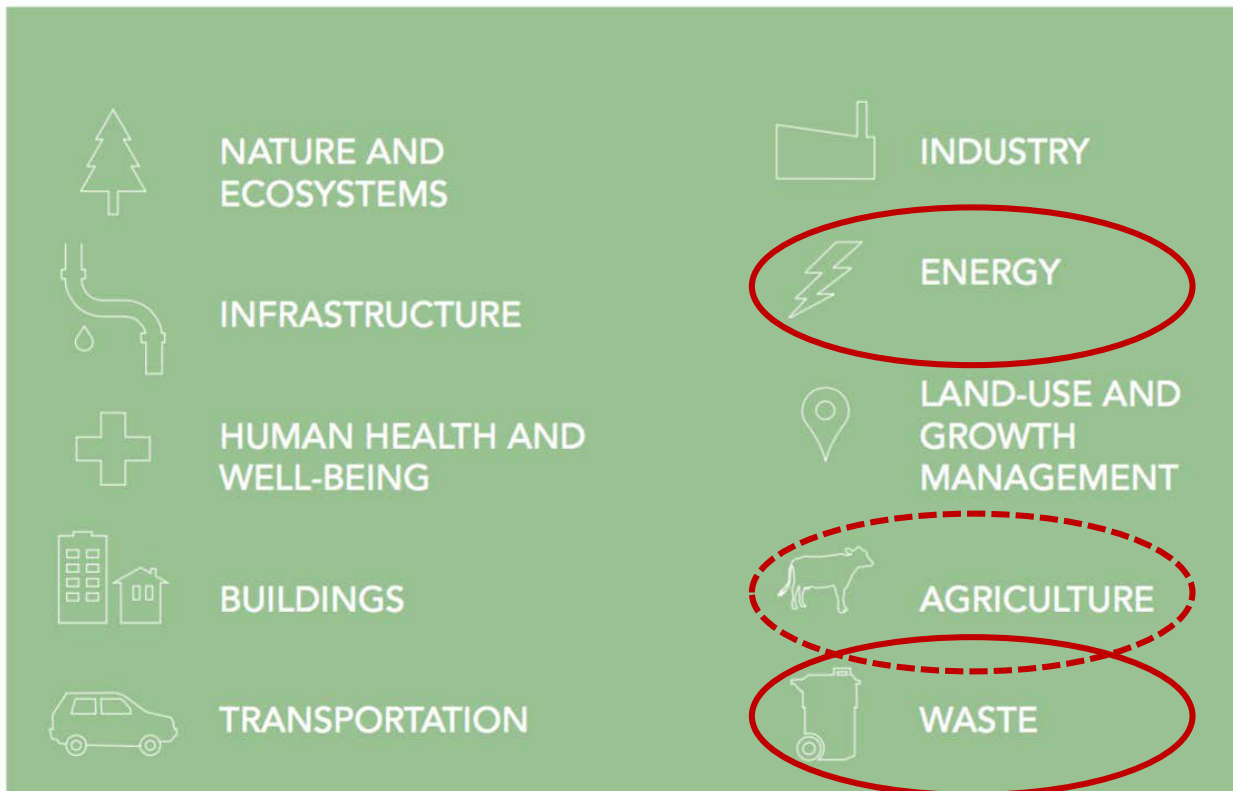 NATURE AND
ECOSYSTEMS
INFRASTRUCTURE
HUMAN HEALTH AND
WELL-BEING
BUILDINGS
TRANSPORTATION
INDUSTRY
ENERGY
LAND-USE AND
GROWTH
MANAGEMENT
AGRICULTURE
WASTE